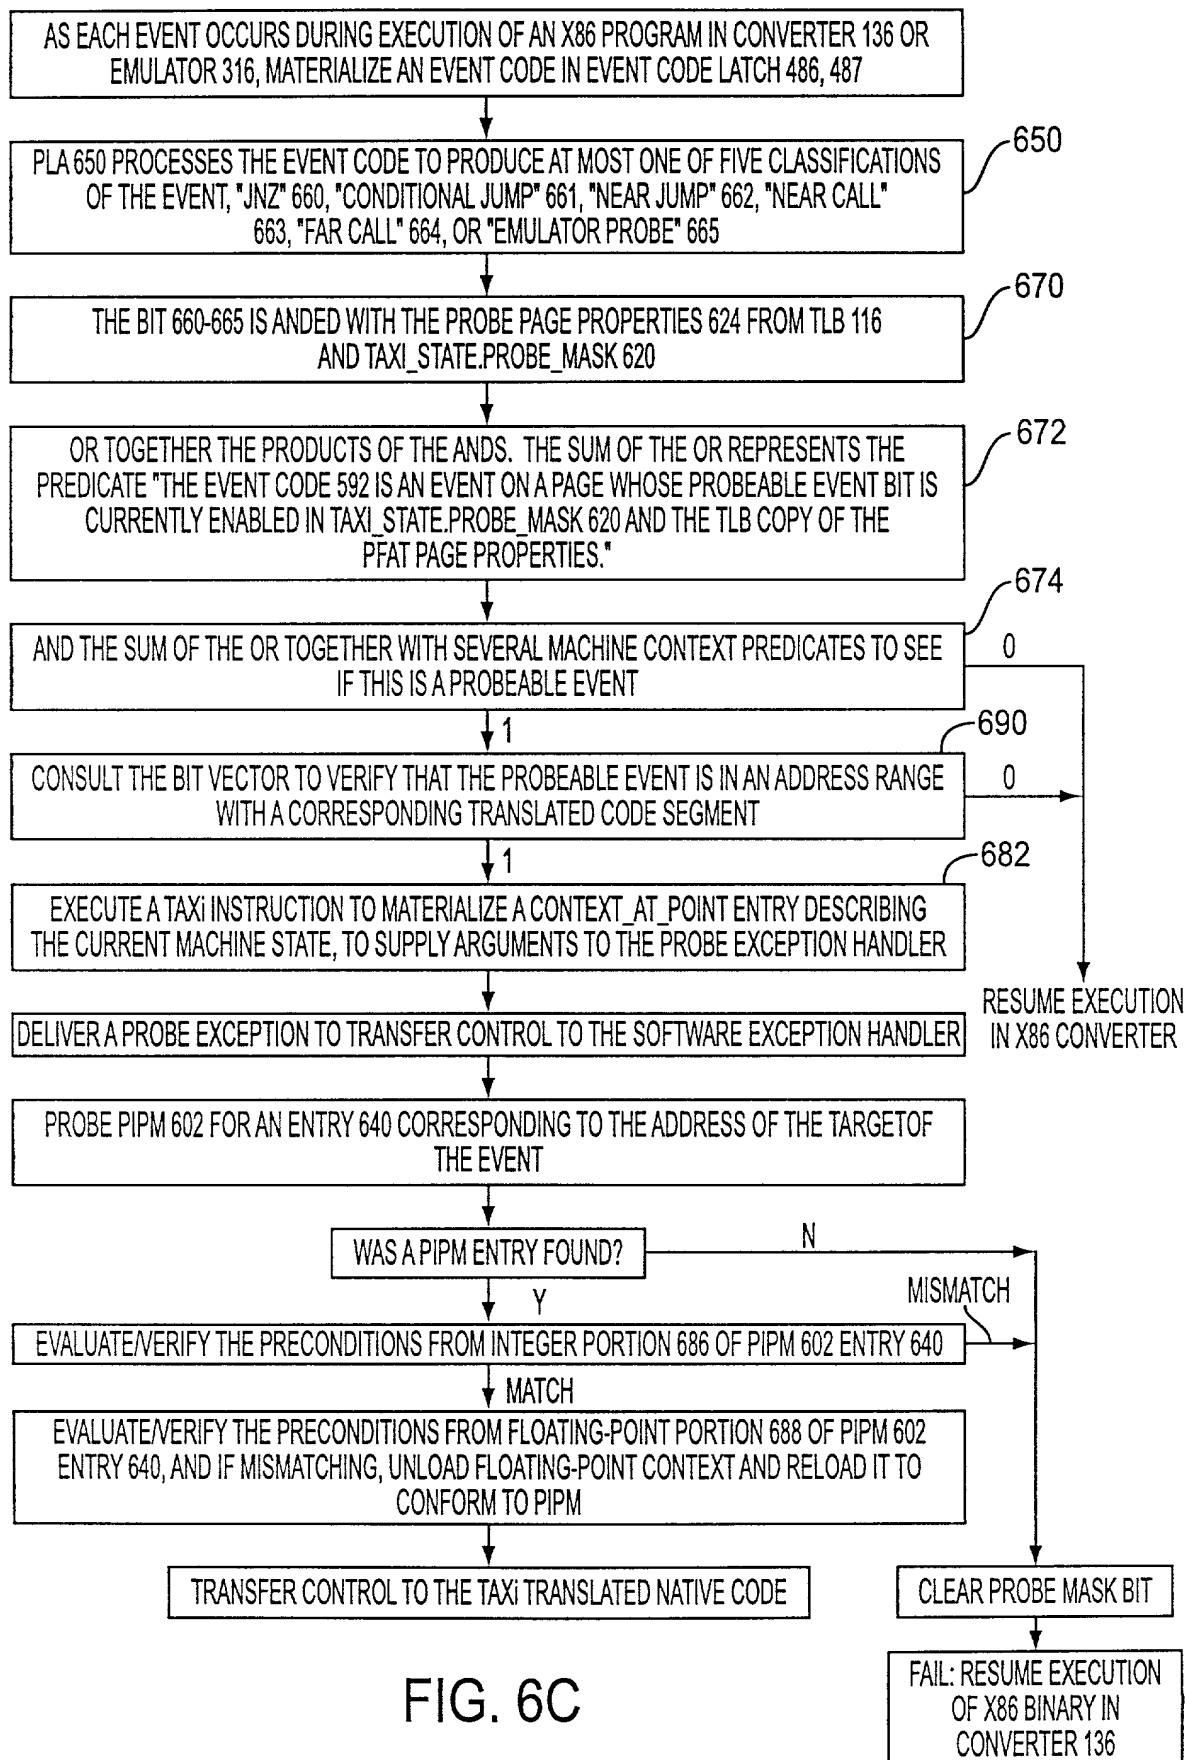 AS EACH EVENT OCCURS DURING EXECUTION OF AN X86 PROGRAM IN CONVERTER 136 OR
EMULATOR 316, MATERIALIZE AN EVENT CODE IN EVENT CODE LATCH 486, 487
650
PLA 650 PROCESSES THE EVENT CODE TO PRODUCE AT MOST ONE OF FIVE CLASSIFICATIONS
OF THE EVENT, "JNZ" 660, "CONDITIONAL JUMP" 661, "NEAR JUMP" 662, "NEAR CALL"
663, "FAR CALL" 664, OR "EMULATOR PROBE" 665
670
THE BIT 660-665 IS ANDED WITH THE PROBE PAGE PROPERTIES 624 FROM TLB 116
AND TAXI_STATE.PROBE_MASK 620
672
OR TOGETHER THE PRODUCTS OF THE ANDS. THE SUM OF THE OR REPRESENTS THE
PREDICATE "THE EVENT CODE 592 IS AN EVENT ON A PAGE WHOSE PROBEABLE EVENT BIT IS
CURRENTLY ENABLED IN TAXI_STATE.PROBE_MASK 620 AND THE TLB COPY OF THE
PFAT PAGE PROPERTIES."
674
AND THE SUM OF THE OR TOGETHER WITH SEVERAL MACHINE CONTEXT PREDICATES TO SEE
IF THIS IS A PROBEABLE EVENT
0
1
690
CONSULT THE BIT VECTOR TO VERIFY THAT THE PROBEABLE EVENT IS IN AN ADDRESS RANGE
WITH A CORRESPONDING TRANSLATED CODE SEGMENT
0
1
682
EXECUTE A TAXi INSTRUCTION TO MATERIALIZE A CONTEXT_AT_POINT ENTRY DESCRIBING
THE CURRENT MACHINE STATE, TO SUPPLY ARGUMENTS TO THE PROBE EXCEPTION HANDLER
RESUME EXECUTION
IN X86 CONVERTER
DELIVER A PROBE EXCEPTION TO TRANSFER CONTROL TO THE SOFTWARE EXCEPTION HANDLER
PROBE PIPM 602 FOR AN ENTRY 640 CORRESPONDING TO THE ADDRESS OF THE TARGETOF
THE EVENT
WAS A PIPM ENTRY FOUND?
N
Y
MISMATCH
EVALUATE/VERIFY THE PRECONDITIONS FROM INTEGER PORTION 686 OF PIPM 602 ENTRY 640
MATCH
EVALUATE/VERIFY THE PRECONDITIONS FROM FLOATING-POINT PORTION 688 OF PIPM 602
ENTRY 640, AND IF MISMATCHING, UNLOAD FLOATING-POINT CONTEXT AND RELOAD IT TO
CONFORM TO PIPM
TRANSFER CONTROL TO THE TAXi TRANSLATED NATIVE CODE
CLEAR PROBE MASK BIT
FAIL: RESUME EXECUTION
OF X86 BINARY IN
CONVERTER 136
FIG. 6C